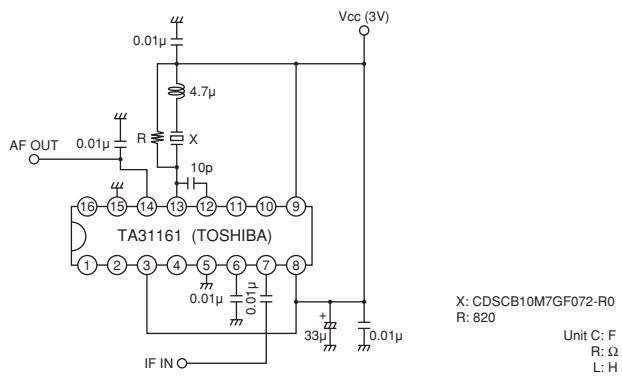 Vcc (3V)
0.01μ
4.7μ
AF OUT
0.01μ
R
X
10p
16 15 14 13 12 11 10 9
TA31161 (TOSHIBA)
1 2 3 4 5 6 7 8
0.01μ
0.01μ
+
33μ
0.01μ
IF IN
X: CDSCB10M7GF072-R0
R: 820
Unit C: F
R: Ω
L: H